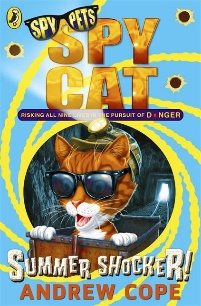 SPY PETS
SPY
CAT
RISKING ALL NINE LIVES IN THE PURSUIT OF DANGER
SUMMER SHOCKER!
ANDREW COPE